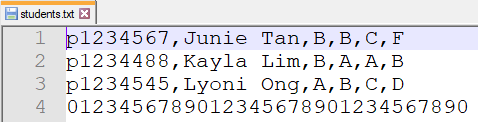 students.txt
1 p1234567,Junie Tan,B,B,C,F
2 p1234488,Kayla Lim,B,A,A,B
3 p1234545,Lyoni Ong,A,B,C,D
4 0123456789012345678901234567890